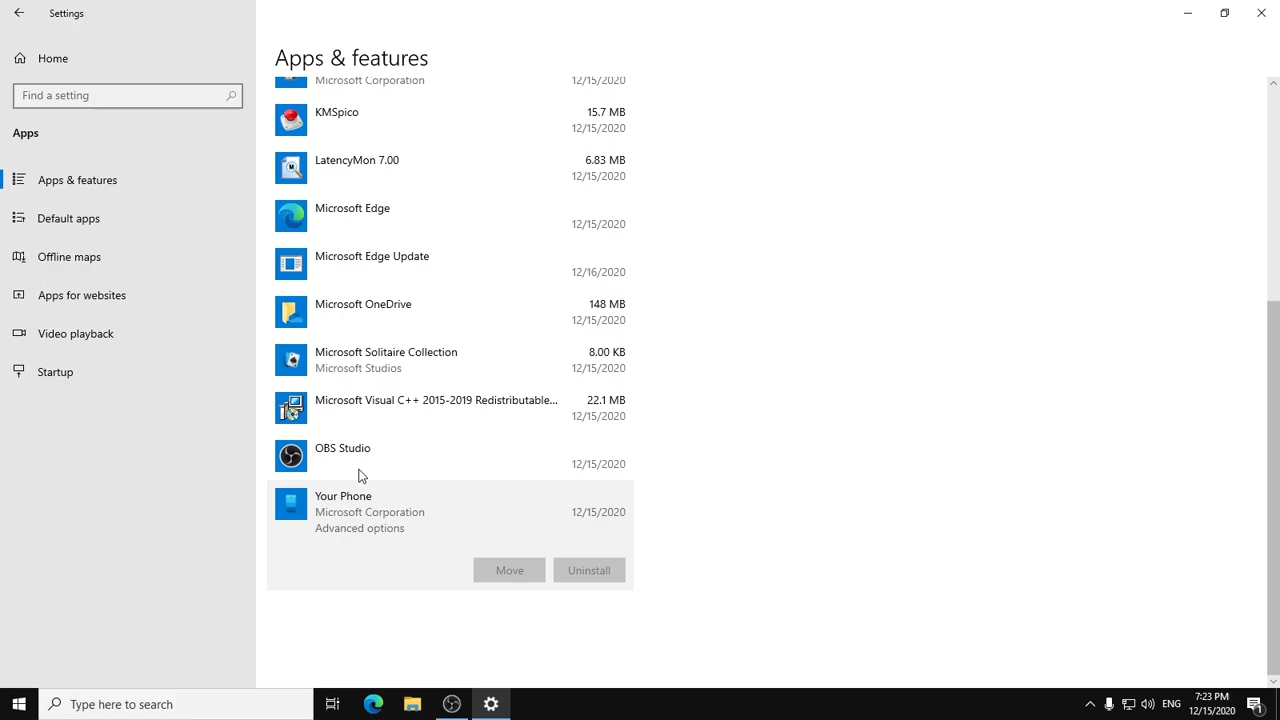 Settings
Home
Find a setting
Apps
Apps & features
Default apps
Offline maps
Apps for websites
Video playback
Startup
Apps & features
Microsoft Corporation 12/15/2020
KMSpico 15.7 MB
12/15/2020
LatencyMon 7.00 6.83 MB
12/15/2020
Microsoft Edge
12/15/2020
Microsoft Edge Update
12/16/2020
Microsoft OneDrive 148 MB
12/15/2020
Microsoft Solitaire Collection 8.00 KB
Microsoft Studios 12/15/2020
Microsoft Visual C++ 2015-2019 Redistributable... 22.1 MB
12/15/2020
OBS Studio
12/15/2020
Your Phone
Microsoft Corporation 12/15/2020
Advanced options
Move Uninstall
Type here to search
ENG
7:23 PM
12/15/2020
1